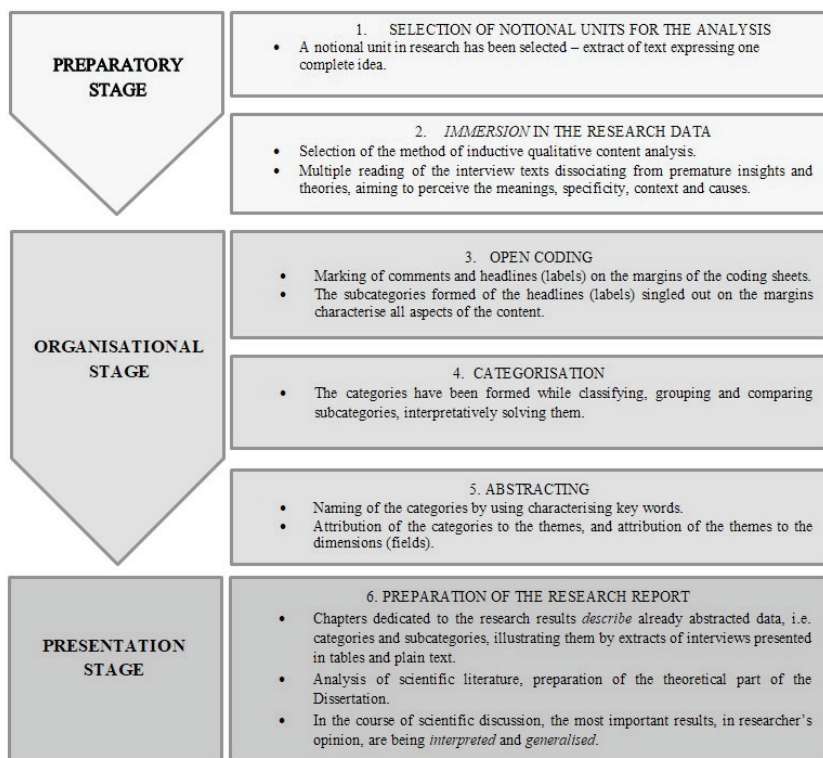 PREPARATORY
STAGE
1. SELECTION OF NOTIONAL UNITS FOR THE ANALYSIS
• A notional unit in research has been selected – extract of text expressing one
complete idea.
2. IMMERSION IN THE RESEARCH DATA
• Selection of the method of inductive qualitative content analysis.
• Multiple reading of the interview texts dissociating from premature insights and
theories, aiming to perceive the meanings, specificity, context and causes.
ORGANISATIONAL
STAGE
3. OPEN CODING
• Marking of comments and headlines (labels) on the margins of the coding sheets.
• The subcategories formed of the headlines (labels) singled out on the margins
characterise all aspects of the content.
4. CATEGORISATION
• The categories have been formed while classifying, grouping and comparing
subcategories, interpretatively solving them.
5. ABSTRACTING
• Naming of the categories by using characterising key words.
• Attribution of the categories to the themes, and attribution of the themes to the
dimensions (fields).
PRESENTATION
STAGE
6. PREPARATION OF THE RESEARCH REPORT
• Chapters dedicated to the research results describe already abstracted data, i.e.
categories and subcategories, illustrating them by extracts of interviews presented
in tables and plain text.
• Analysis of scientific literature, preparation of the theoretical part of the
Dissertation.
• In the course of scientific discussion, the most important results, in researcher's
opinion, are being interpreted and generalised.